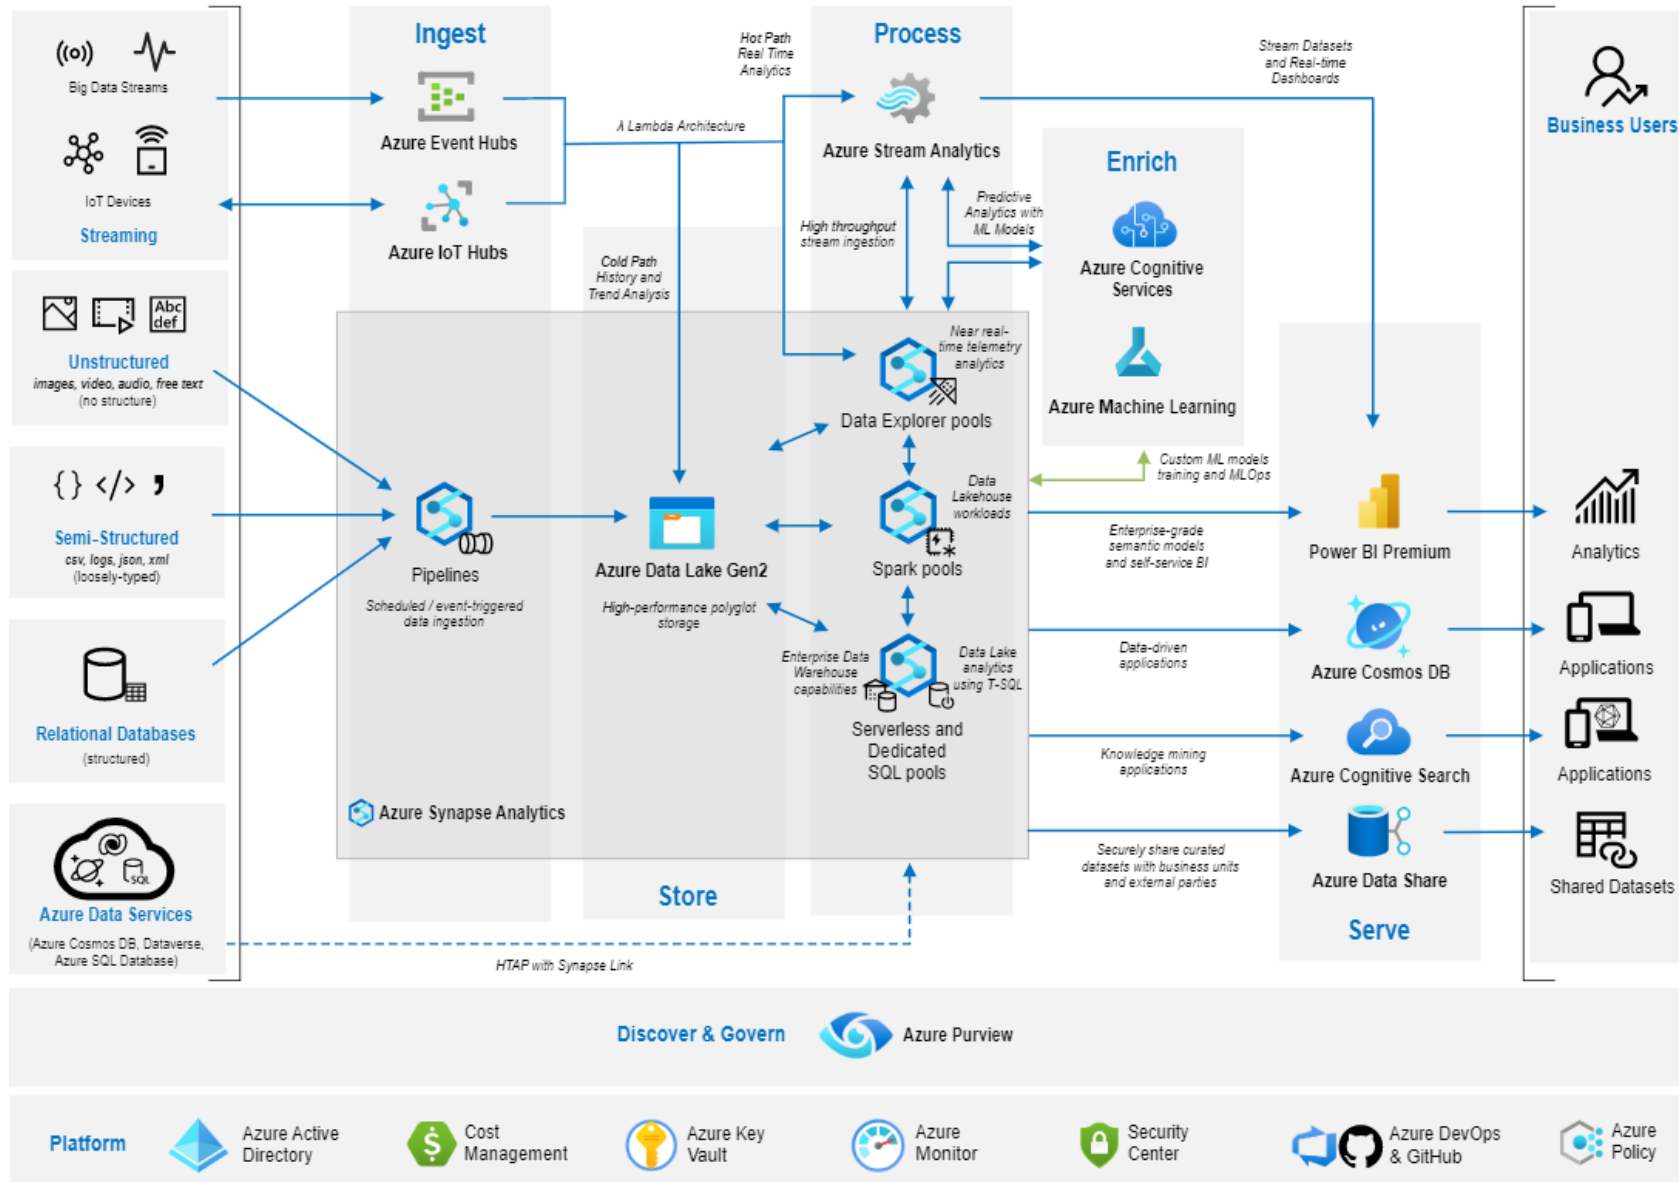 Big Data Streams
IoT Devices
Streaming
Abc
def
Unstructured
images, video, audio, free text
(no structure)
{ } </> ,
Semi-Structured
csv, logs, json, xml
(loosely-typed)
Relational Databases
(structured)
SQL
Azure Data Services
(Azure Cosmos DB, Dataverse,
Azure SQL Database)
Ingest
Azure Event Hubs
Azure IoT Hubs
λ Lambda Architecture
Hot Path
Real Time
Analytics
Cold Path
History and
Trend Analysis
Pipelines
Scheduled / event-triggered
data ingestion
Azure Synapse Analytics
HTAP with Synapse Link
Azure Data Lake Gen2
High-performance polyglot
storage
Store
Process
Azure Stream Analytics
High throughput
stream ingestion
Predictive
Analytics with
ML Models
Near real-
time telemetry
analytics
Data Explorer pools
Data
Lakehouse
workloads
Spark pools
Enterprise Data
Warehouse
capabilities
Data Lake
analytics
using T-SQL
Serverless and
Dedicated
SQL pools
Enrich
Azure Cognitive
Services
Azure Machine Learning
Custom ML models
training and MLOps
Stream Datasets
and Real-time
Dashboards
Enterprise-grade
semantic models
and self-service BI
Data-driven
applications
Knowledge mining
applications
Securely share curated
datasets with business units
and external parties
Power BI Premium
Azure Cosmos DB
Azure Cognitive Search
Azure Data Share
Serve
Business Users
Analytics
Applications
Applications
Shared Datasets
Discover & Govern
Azure Purview
Platform
Azure Active
Directory
$
Cost
Management
Azure Key
Vault
Azure
Monitor
Security
Center
Azure DevOps
& GitHub
Azure
Policy